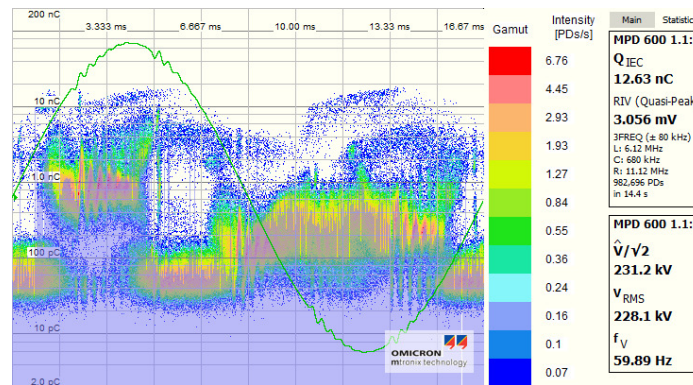 200 nC
3.333 ms 6.667 ms 10.00 ms 13.33 ms 16.67 ms
10 nC
1.0 nC
100 pC
10 pC
2.0 pC
OMICRON
mtronix technology
Gamut
Intensity
[PDs/s]
6.76
4.45
2.93
1.93
1.27
0.84
0.55
0.36
0.24
0.16
0.1
0.07
Main Statistic
MPD 600 1.1:
Q IEC
12.63 nC
RIV (Quasi-Peak
3.056 mV
3FREQ (± 80 kHz)
L: 6.12 MHz
C: 680 kHz
R: 11.12 MHz
982,696 PDs
in 14.4 s
MPD 600 1.1:
V̂/√2
231.2 kV
V RMS
228.1 kV
f V
59.89 Hz